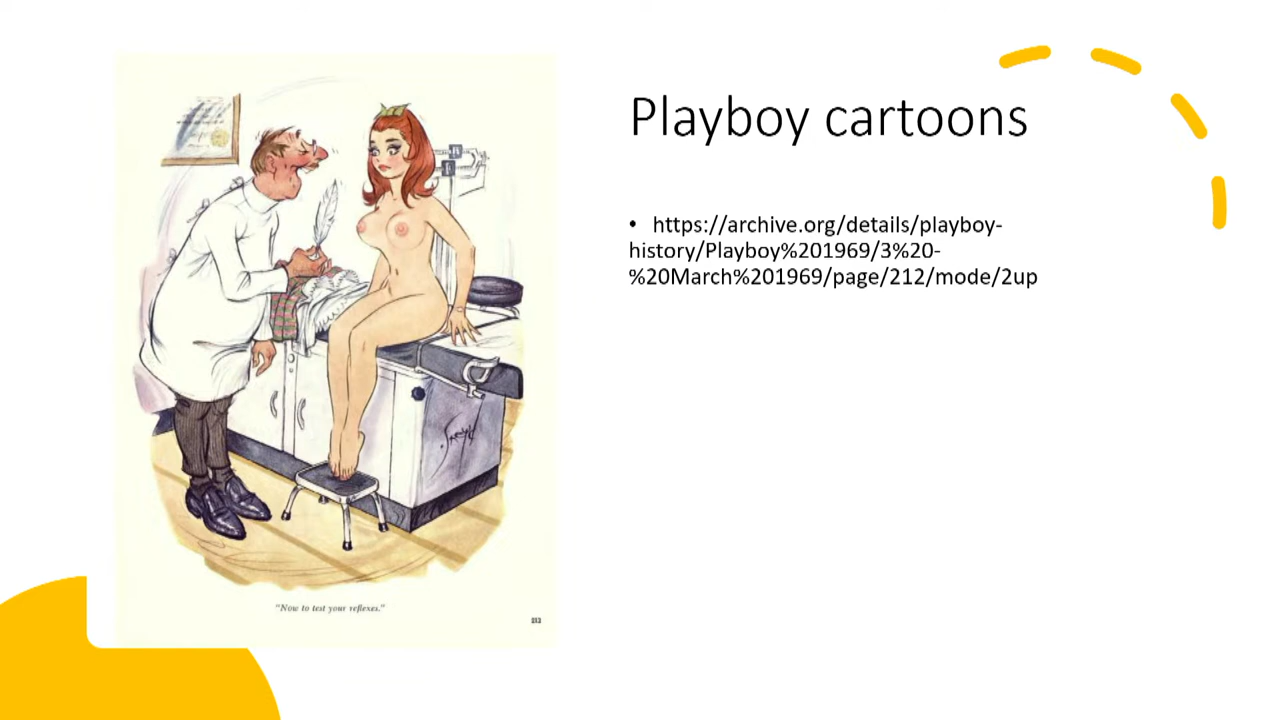 Playboy cartoons
• https://archive.org/details/playboy-
history/Playboy%201969/3%20-
%20March%201969/page/212/mode/2up
"Now to test your reflexes."